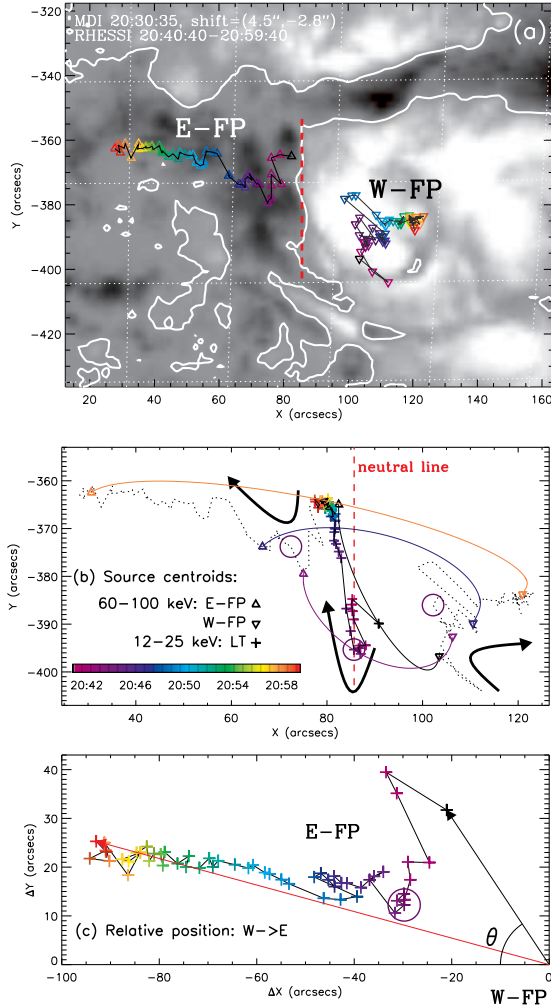 MDI 20:30:35, shift=(4.5",−2.8")
RHESSI 20:40:40−20:59:40
(a)
E−FP
W−FP
Y (arcsecs)
−320
−340
−360
−380
−400
−420
20 40 60 80 100 120 140 160
X (arcsecs)
neutral line
Y (arcsecs)
−360
−370
−380
−390
−400
(b) Source centroids:
60−100 keV: E−FP △
W−FP ▽
12−25 keV: LT +
20:42 20:46 20:50 20:54 20:58
40 60 80 100 120
X (arcsecs)
ΔY (arcsecs)
40
30
20
10
0
E−FP
(c) Relative position: W−>E
θ
−100 −80 −60 −40 −20 0
ΔX (arcsecs)
W−FP